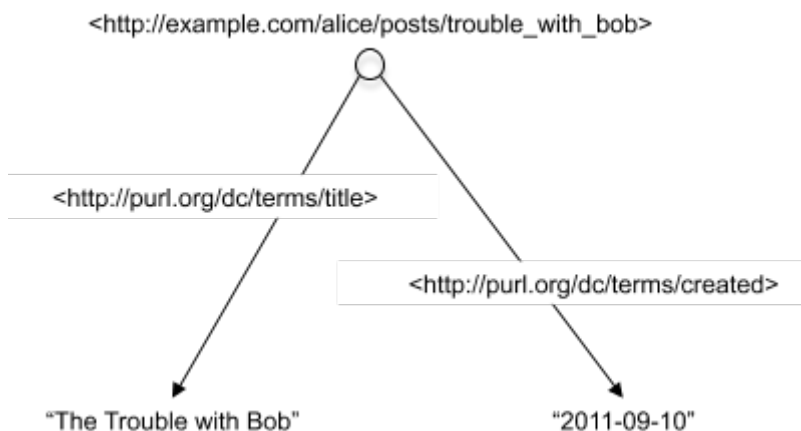 <http://example.com/alice/posts/trouble_with_bob>
<http://purl.org/dc/terms/title>
<http://purl.org/dc/terms/created>
“The Trouble with Bob”
“2011-09-10”